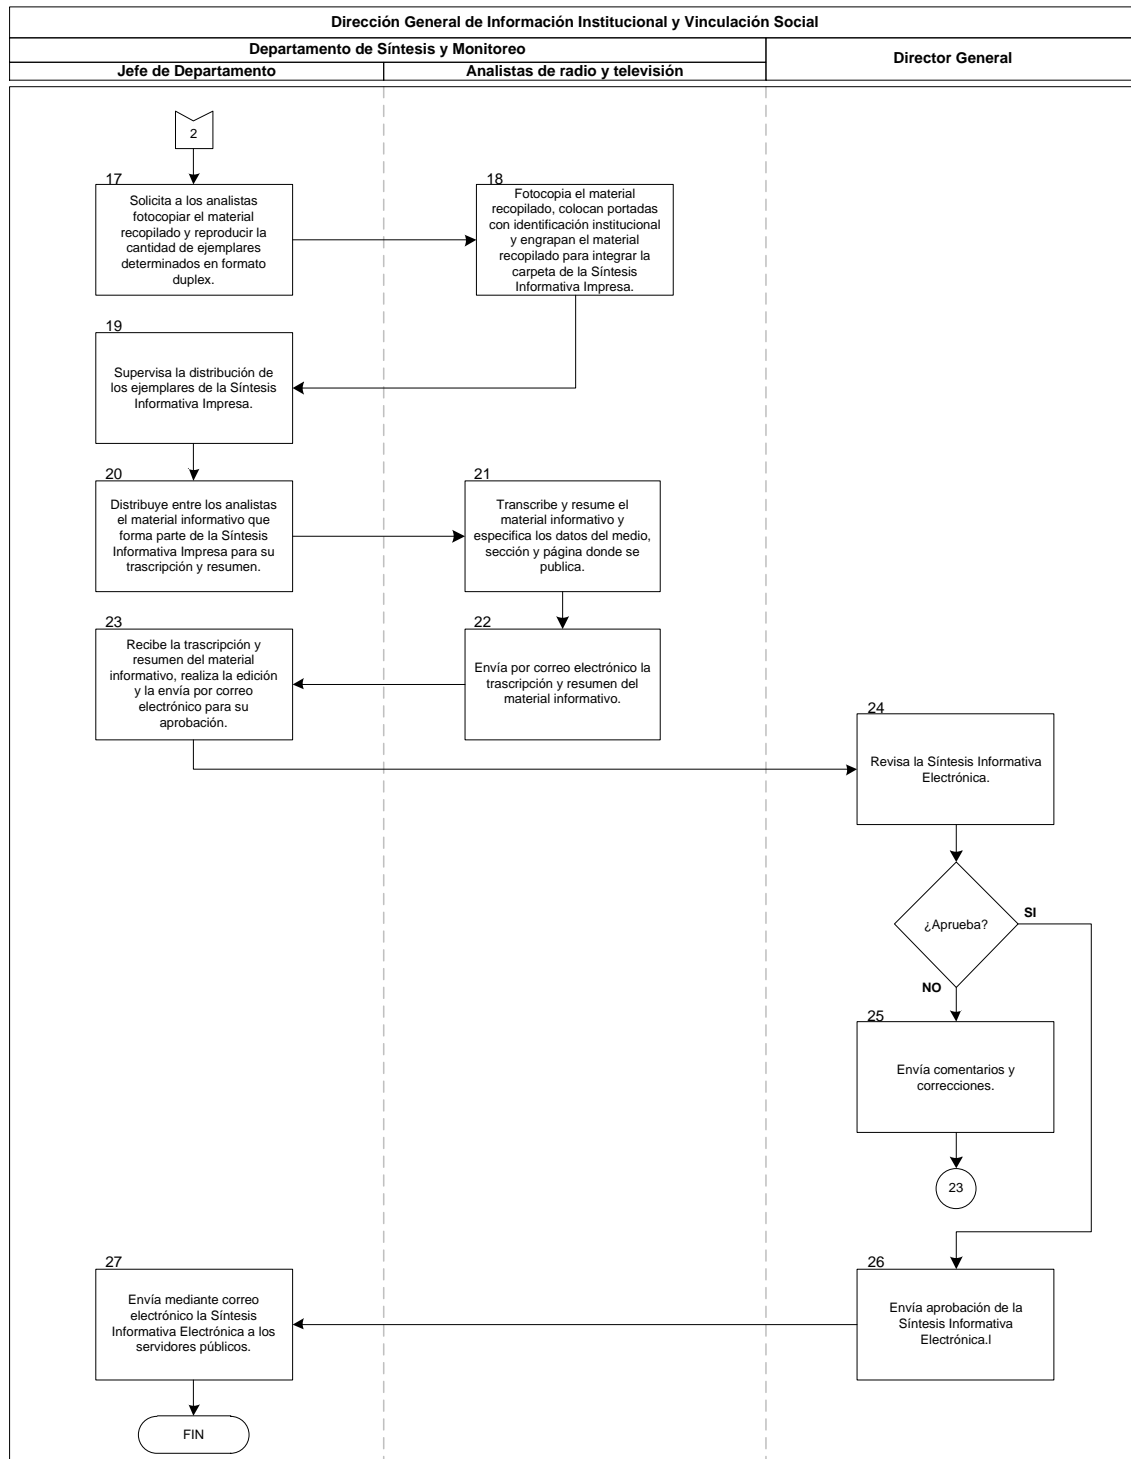 Dirección General de Información Institucional y Vinculación Social
Departamento de Síntesis y Monitoreo
Director General
Jefe de Departamento
Analistas de radio y televisión
2
17
Solicita a los analistas
fotocopiar el material
recopilado y reproducir la
cantidad de ejemplares
determinados en formato
duplex.
18
Fotocopia el material
recopilado, colocan portadas
con identificación institucional
y engrapan el material
recopilado para integrar la
carpeta de la Síntesis
Informativa Impresa.
19
Supervisa la distribución de
los ejemplares de la Síntesis
Informativa Impresa.
20
Distribuye entre los analistas
el material informativo que
forma parte de la Síntesis
Informativa Impresa para su
trascripción y resumen.
21
Transcribe y resume el
material informativo y
especifica los datos del medio,
sección y página donde se
publica.
23
Recibe la trascripción y
resumen del material
informativo, realiza la edición
y la envía por correo
electrónico para su
aprobación.
22
Envía por correo electrónico la
trascripción y resumen del
material informativo.
24
Revisa la Síntesis Informativa
Electrónica.
¿Aprueba?
SI
NO
25
Envía comentarios y
correcciones.
23
27
Envía mediante correo
electrónico la Síntesis
Informativa Electrónica a los
servidores públicos.
26
Envía aprobación de la
Síntesis Informativa
Electrónica.l
FIN